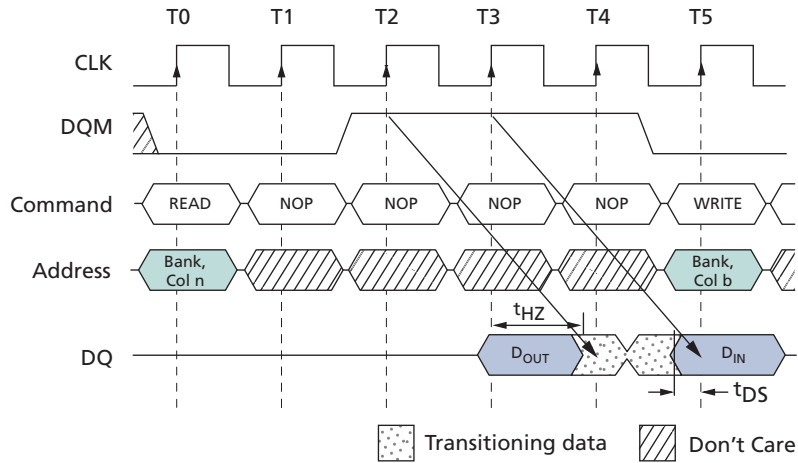 T0 T1 T2 T3 T4 T5
CLK
DQM
Command READ NOP NOP NOP NOP WRITE
Address Bank, Col n Bank, Col b
tHZ
DQ DOUT DIN
tDS
Transitioning data Don't Care